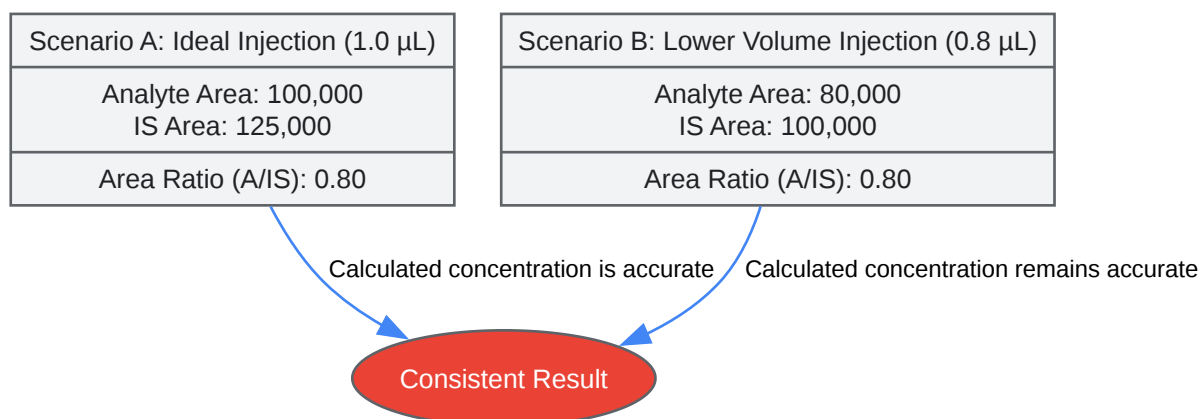 Scenario A: Ideal Injection (1.0 µL)
Analyte Area: 100,000
IS Area: 125,000
Area Ratio (A/IS): 0.80
Scenario B: Lower Volume Injection (0.8 µL)
Analyte Area: 80,000
IS Area: 100,000
Area Ratio (A/IS): 0.80
Calculated concentration is accurate
Calculated concentration remains accurate
Consistent Result